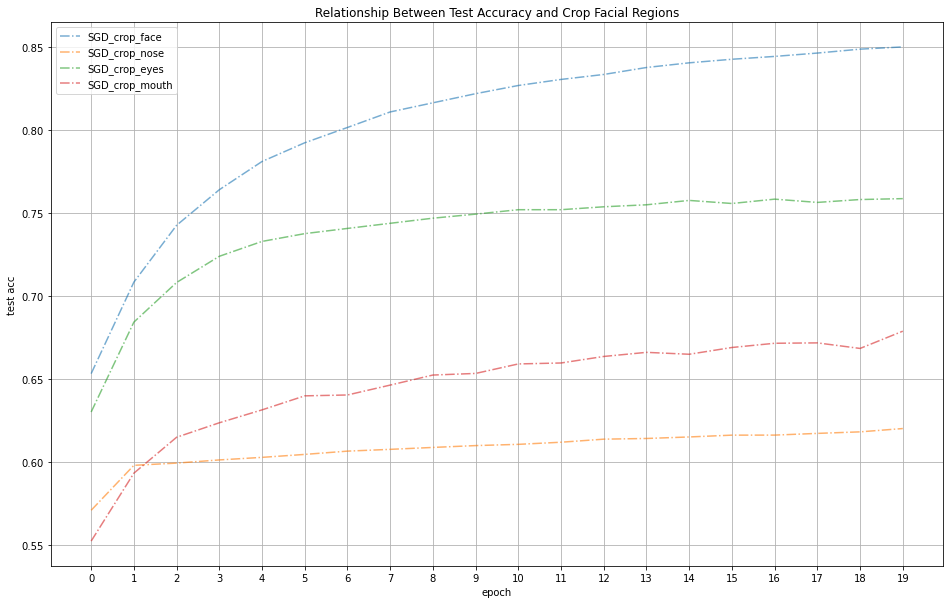 Relationship Between Test Accuracy and Crop Facial Regions
SGD_crop_face
SGD_crop_nose
SGD_crop_eyes
SGD_crop_mouth
0.85
0.80
0.75
0.70
0.65
0.60
0.55
test acc
0 1 2 3 4 5 6 7 8 9 10 11 12 13 14 15 16 17 18 19
epoch